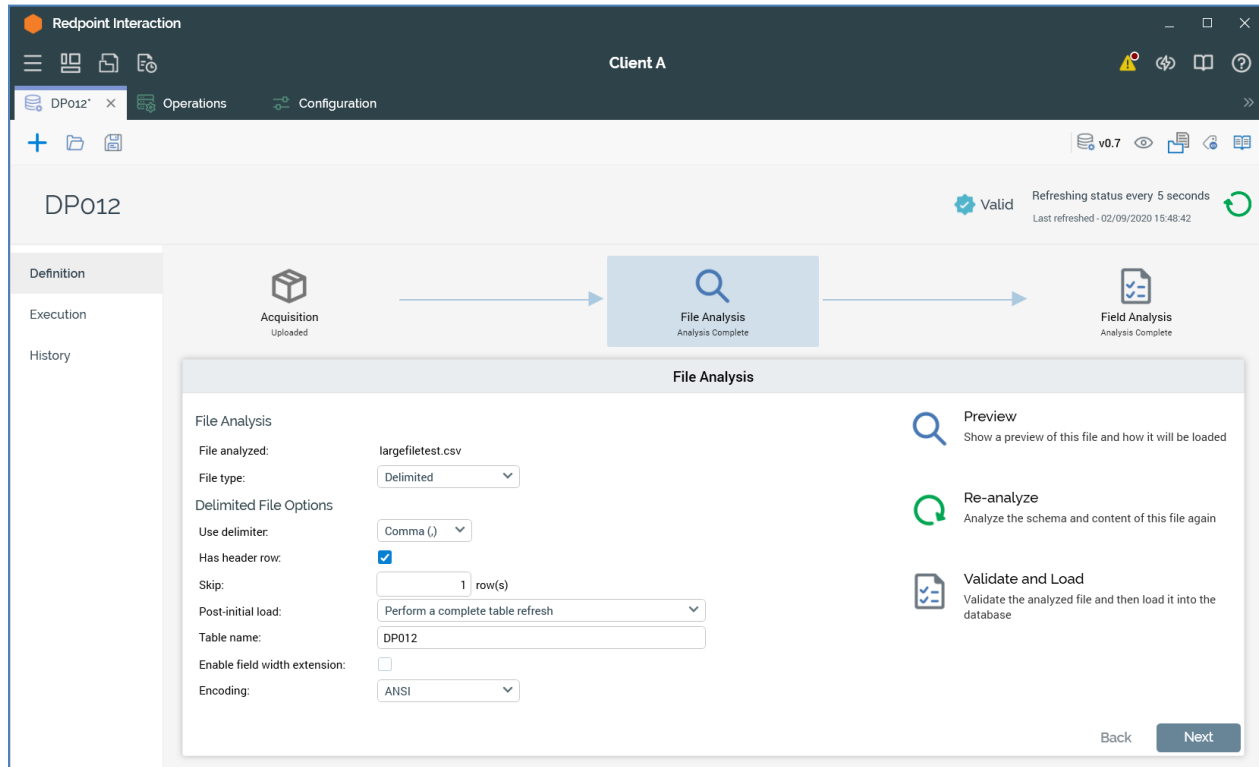 Redpoint Interaction
Client A
DP012*
Operations
Configuration
v0.7
DP012
Valid
Refreshing status every 5 seconds
Last refreshed - 02/09/2020 15:48:42
Definition
Execution
History
Acquisition
Uploaded
File Analysis
Analysis Complete
Field Analysis
Analysis Complete
File Analysis
File Analysis
File analyzed: largefiletest.csv
File type: Delimited
Delimited File Options
Use delimiter: Comma (,)
Has header row:
Skip: 1 row(s)
Post-initial load: Perform a complete table refresh
Table name: DP012
Enable field width extension:
Encoding: ANSI
Preview
Show a preview of this file and how it will be loaded
Re-analyze
Analyze the schema and content of this file again
Validate and Load
Validate the analyzed file and then load it into the
database
Back
Next